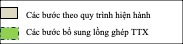 Các bước theo quy trình hiện hành
Các bước bổ sung lồng ghép TTX